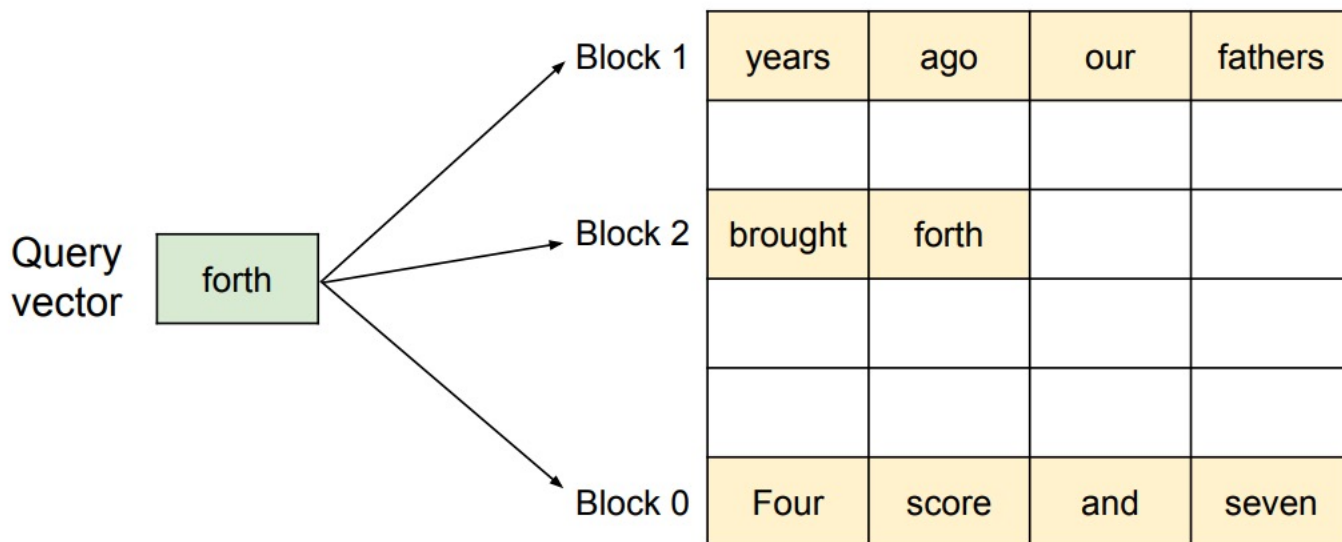 Query
vector
forth
Block 1 years ago our fathers
Block 2 brought forth
Block 0 Four score and seven